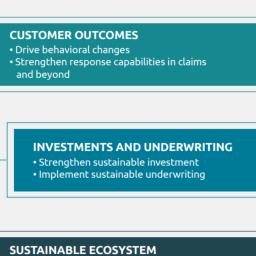 CUSTOMER OUTCOMES
• Drive behavioral changes
• Strengthen response capabilities in claims
and beyond
INVESTMENTS AND UNDERWRITING
• Strengthen sustainable investment
• Implement sustainable underwriting
SUSTAINABLE ECOSYSTEM